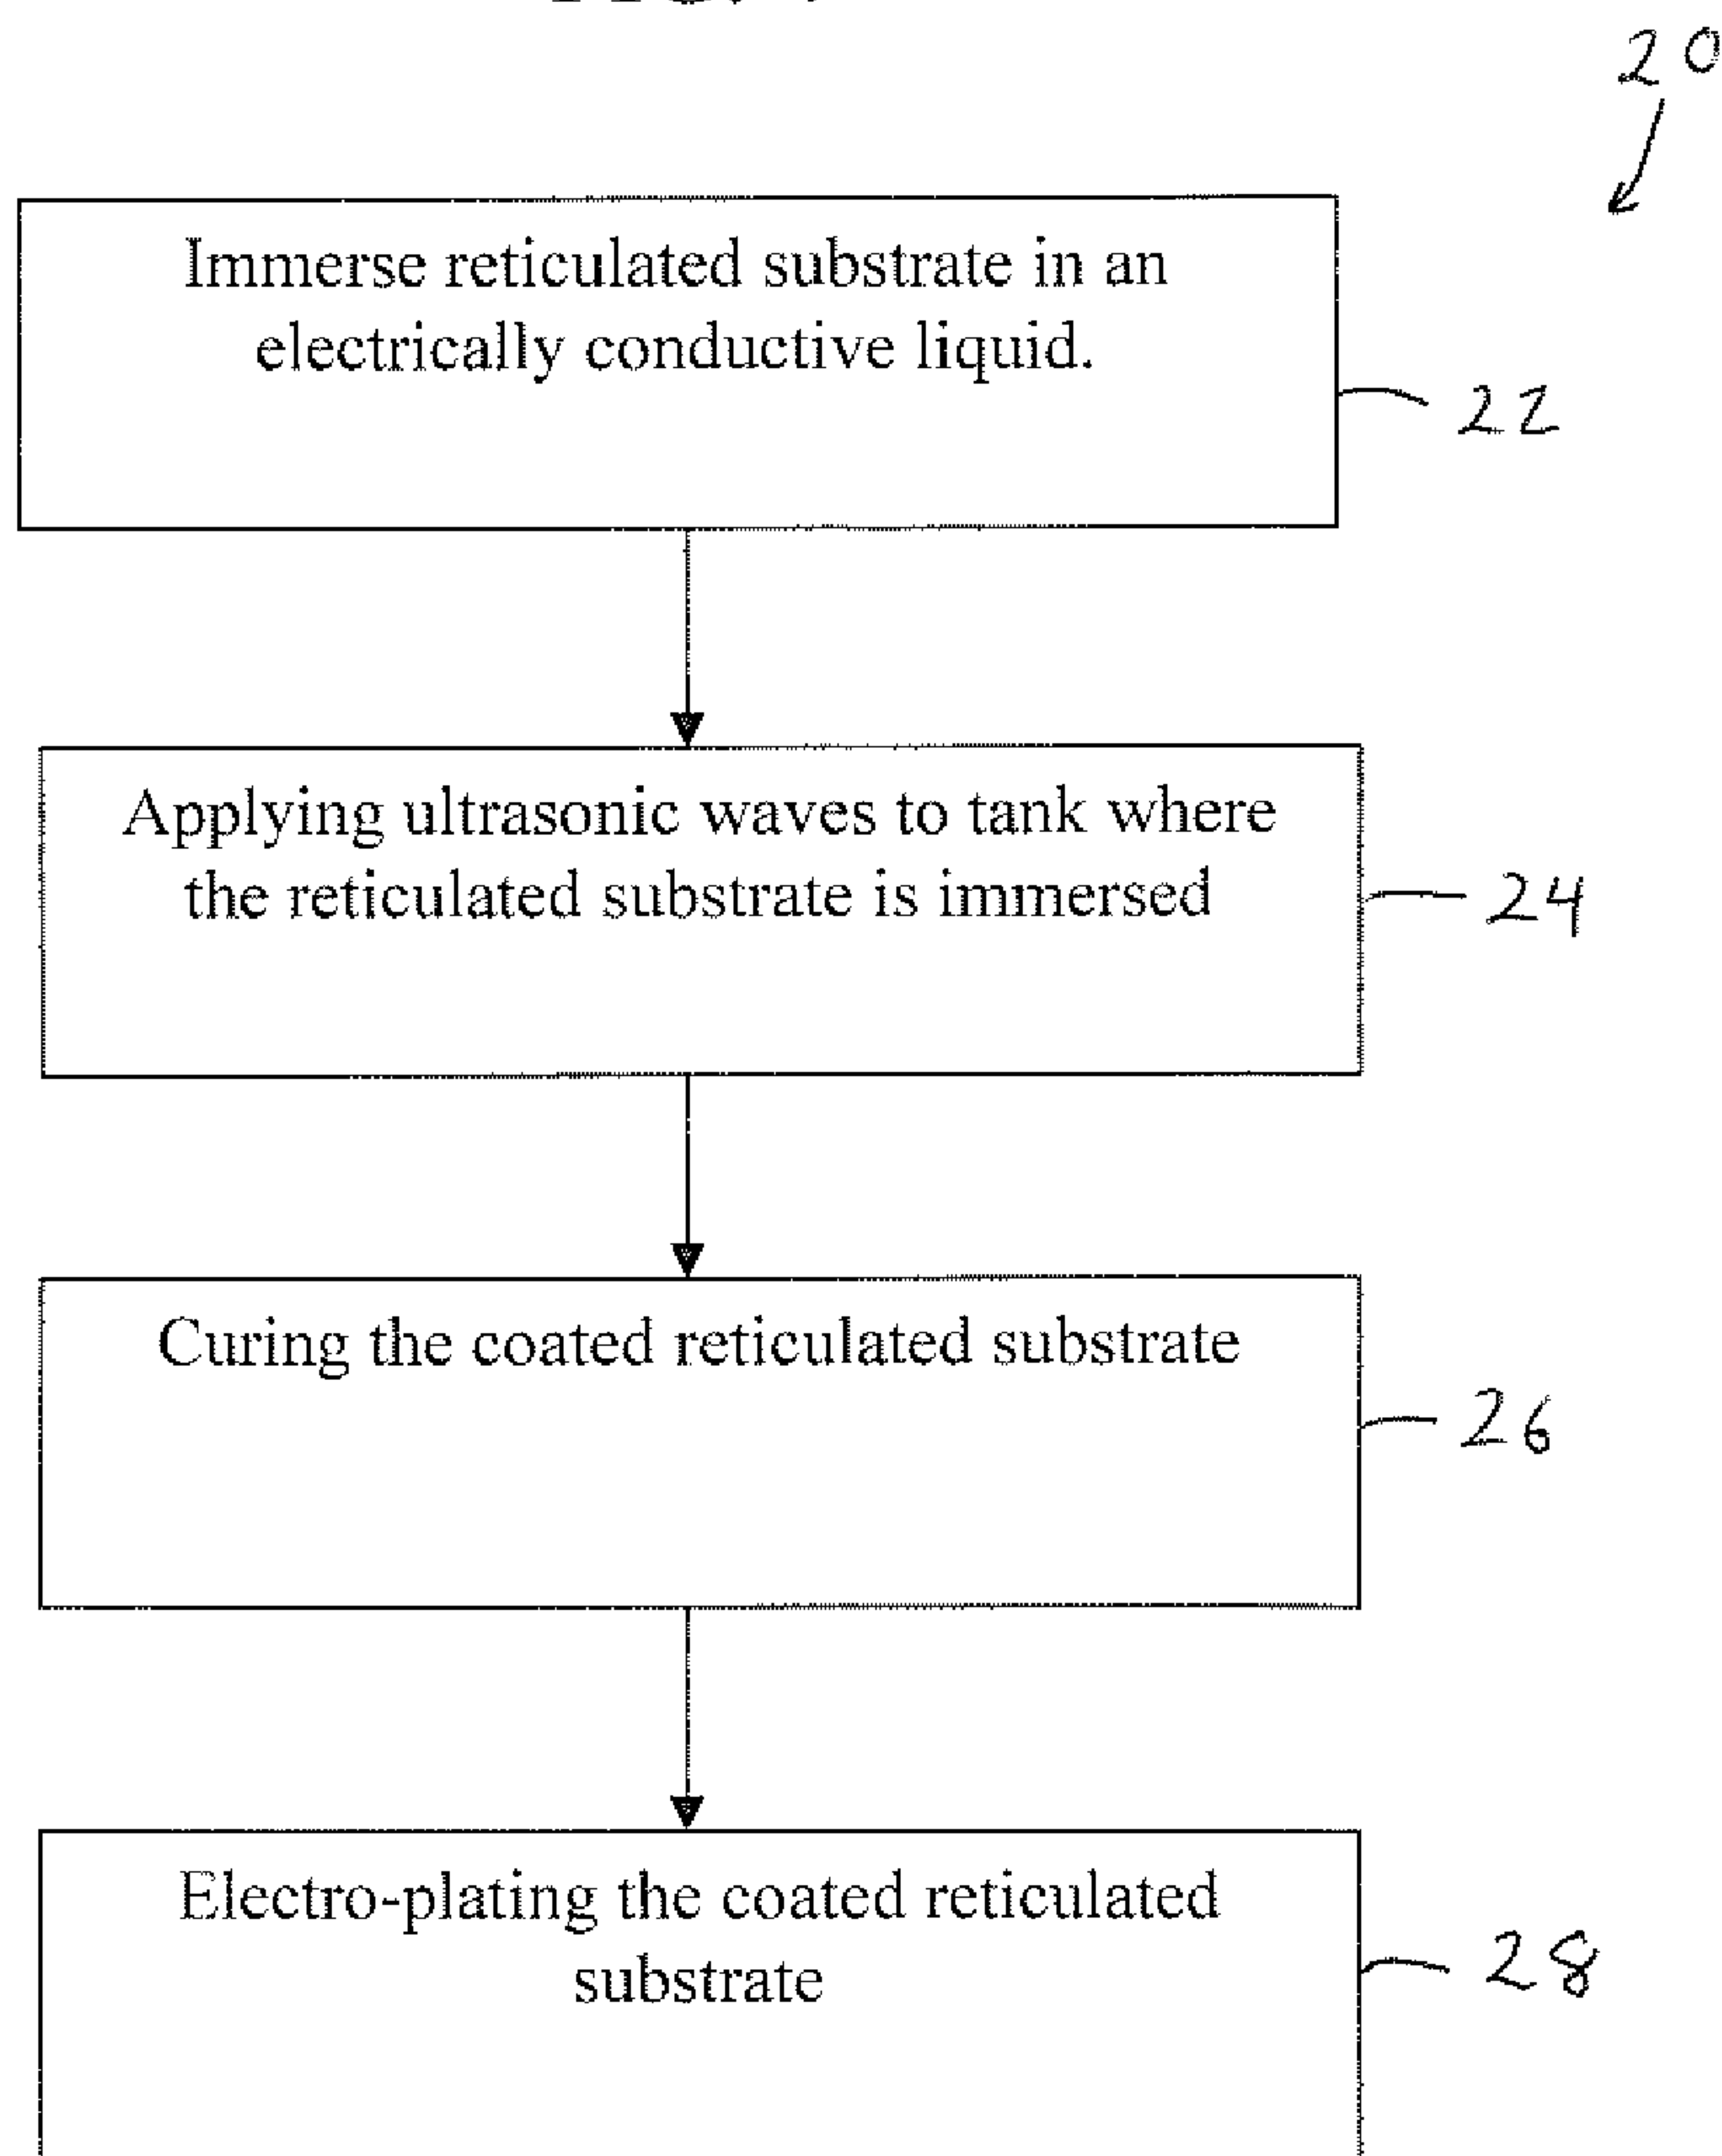 20
Immerse reticulated substrate in an
electrically conductive liquid.
22
Applying ultrasonic waves to tank where
the reticulated substrate is immersed
24
Curing the coated reticulated substrate
26
Electro-plating the coated reticulated
substrate
28